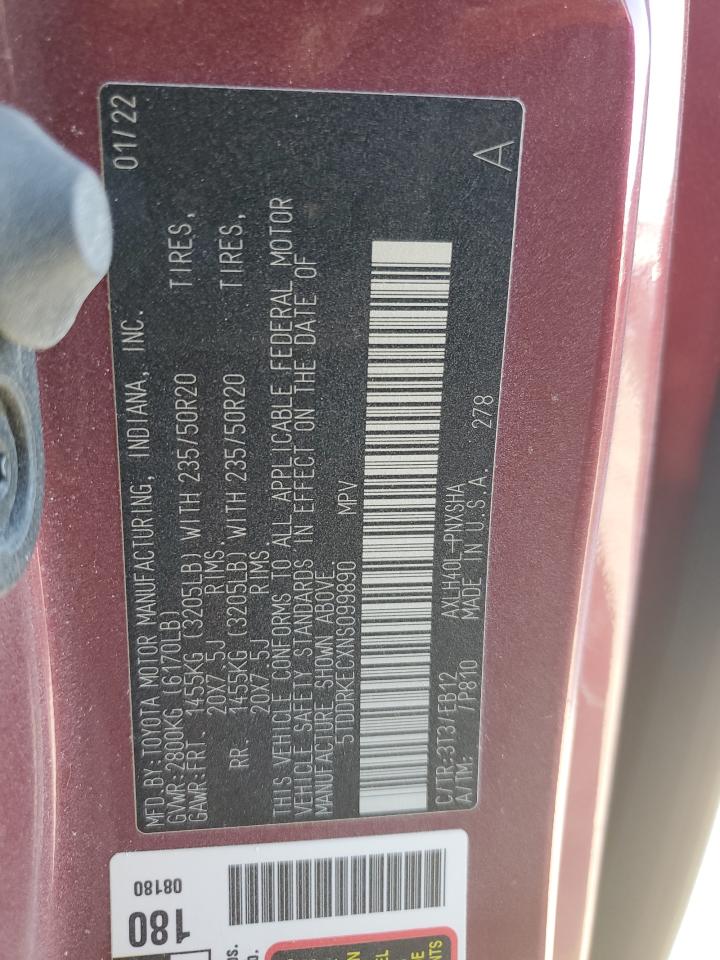 MFD.BY:TOYOTA MOTOR MANUFACTURING, INDIANA, INC. 01/22
GVWR:2800KG (6170LB)
GAWR:FRT. 1455KG (3205LB) WITH 235/50R20 TIRES,
20X7.5J RIMS.
RR. 1455KG (3205LB) WITH 235/50R20 TIRES,
20X7.5J RIMS
THIS VEHICLE CONFORMS TO ALL APPLICABLE FEDERAL MOTOR
VEHICLE SAFETY STANDARDS IN EFFECT ON THE DATE OF
MANUFACTURE SHOWN ABOVE.
5TDDRKECXNS099890 MPV
C/TR:3T3/EB12 AXLH40L-PNXSHA
A/TM: /P810 MADE IN U.S.A. 278
A
08180
180